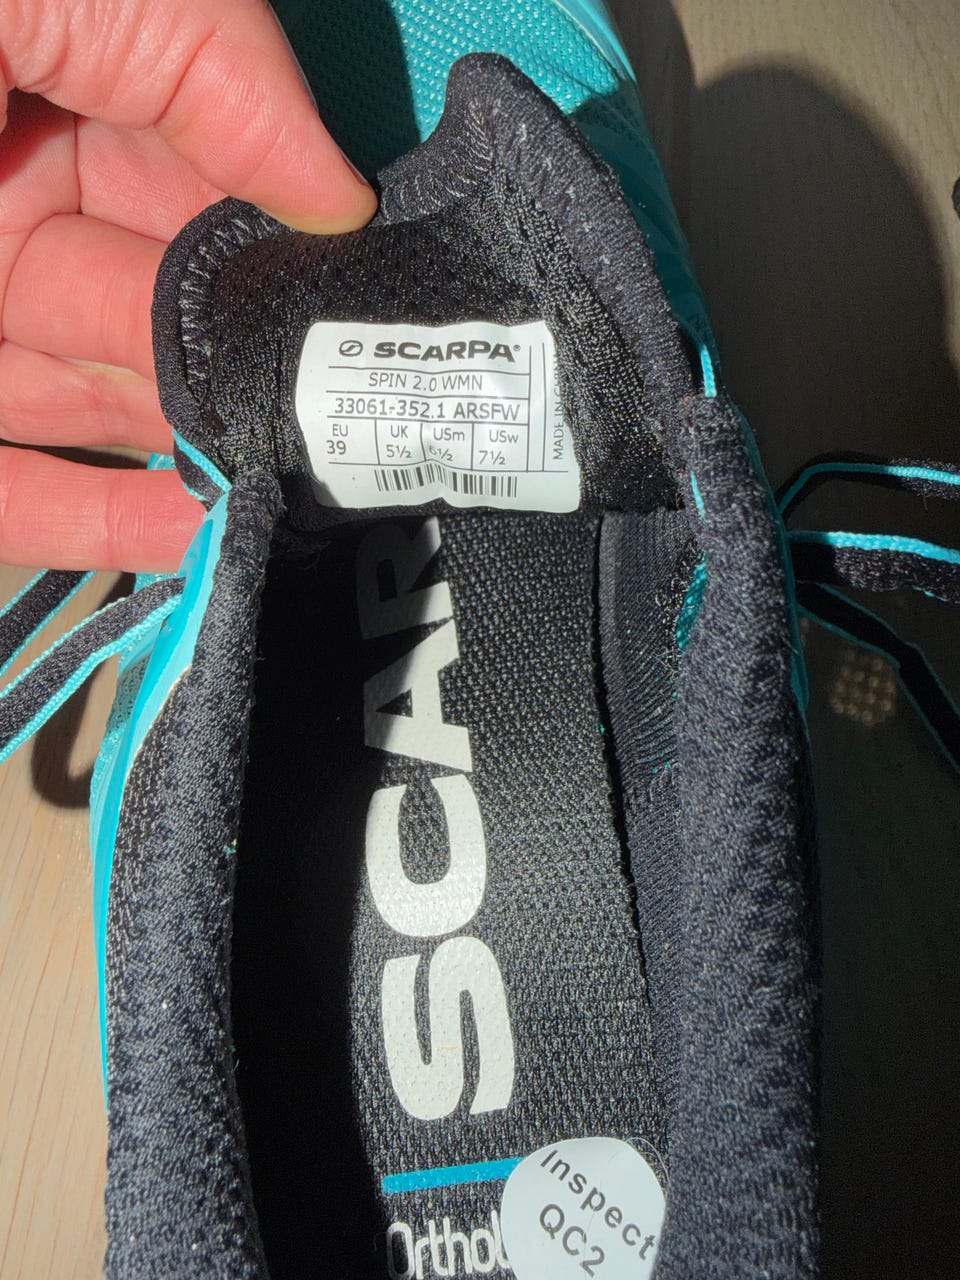 SCARPA®
SPIN 2.0 WMN
33061-352.1 ARSFW
EU UK USm USw
39 5½ 6½ 7½
MADE IN
SCAR
Inspect
QC2